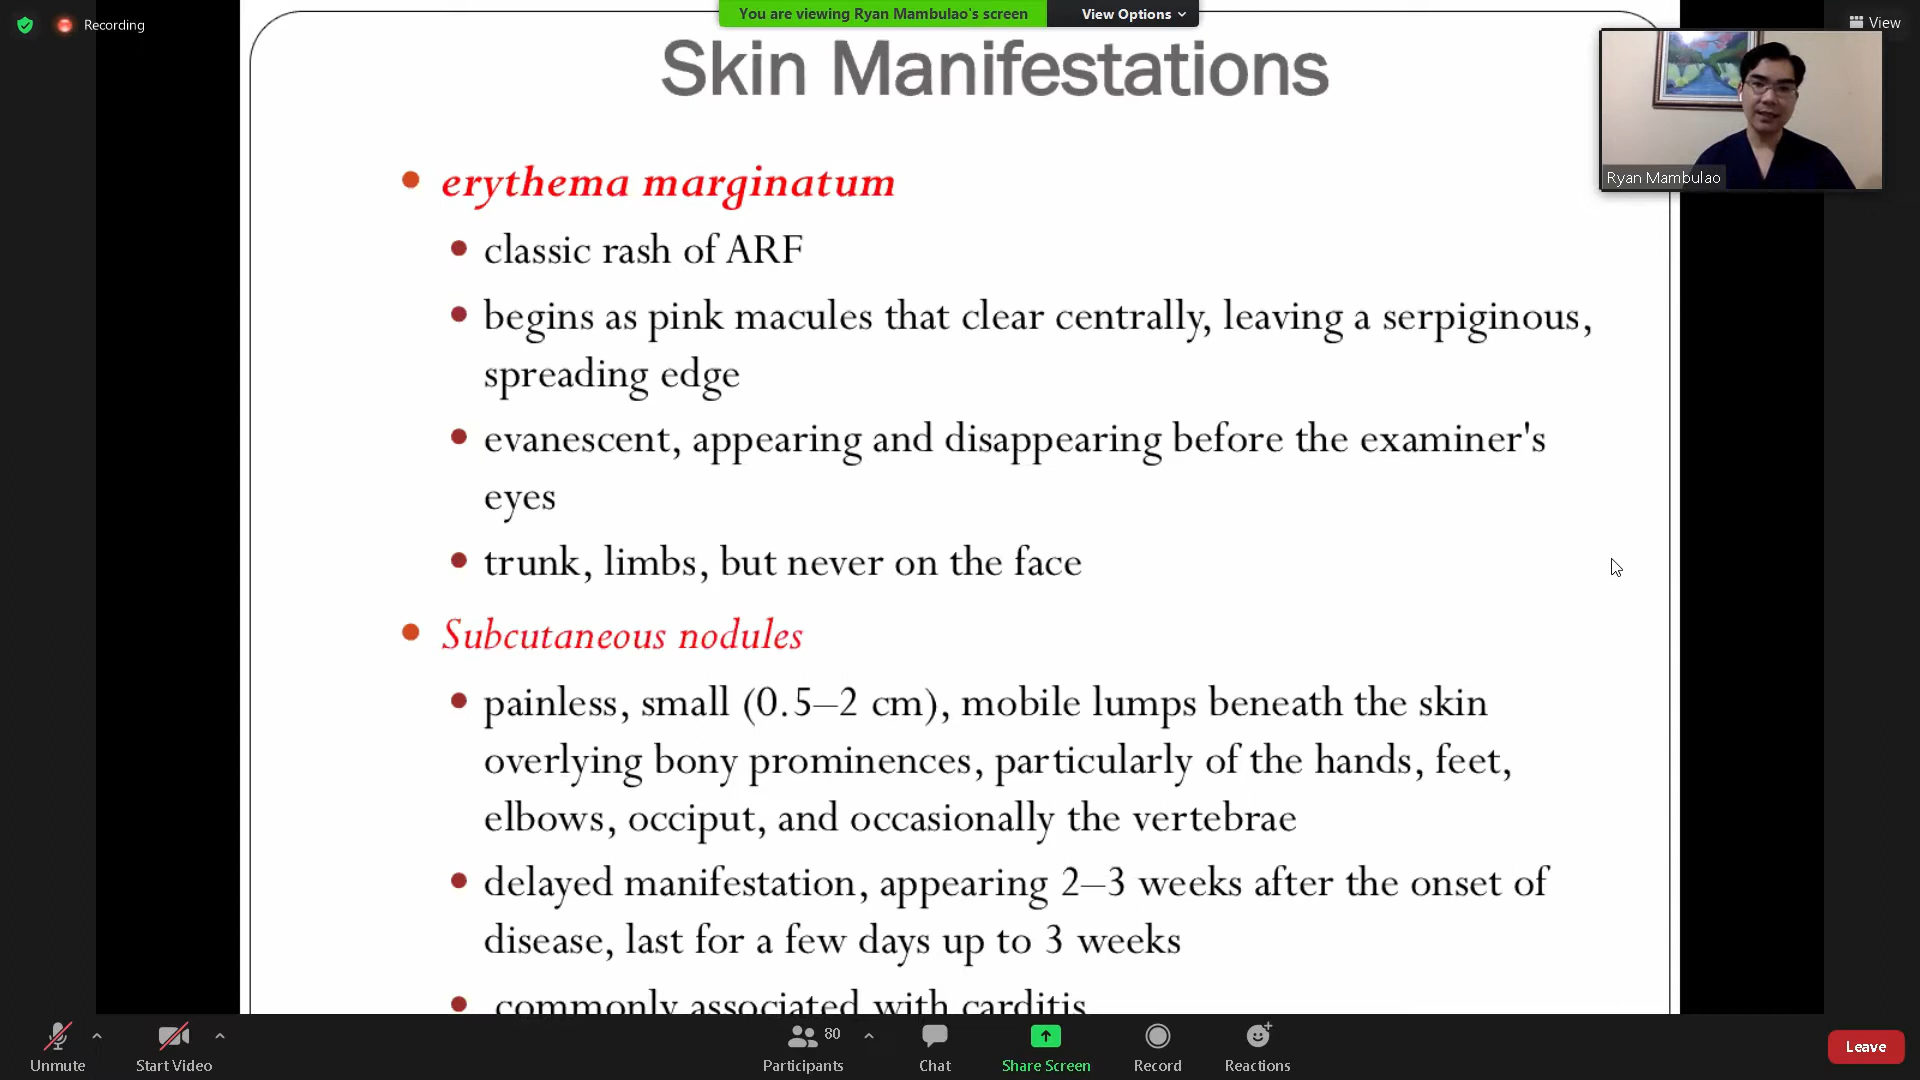 Recording
You are viewing Ryan Mambulao's screen
View Options
View
Skin Manifestations
Ryan Mambulao
erythema marginatum
classic rash of ARF
begins as pink macules that clear centrally, leaving a serpiginous,
spreading edge
evanescent, appearing and disappearing before the examiner's
eyes
trunk, limbs, but never on the face
Subcutaneous nodules
painless, small (0.5–2 cm), mobile lumps beneath the skin
overlying bony prominences, particularly of the hands, feet,
elbows, occiput, and occasionally the vertebrae
delayed manifestation, appearing 2–3 weeks after the onset of
disease, last for a few days up to 3 weeks
commonly associated with carditis
Unmute
Start Video
80
Participants
Chat
Share Screen
Record
Reactions
Leave